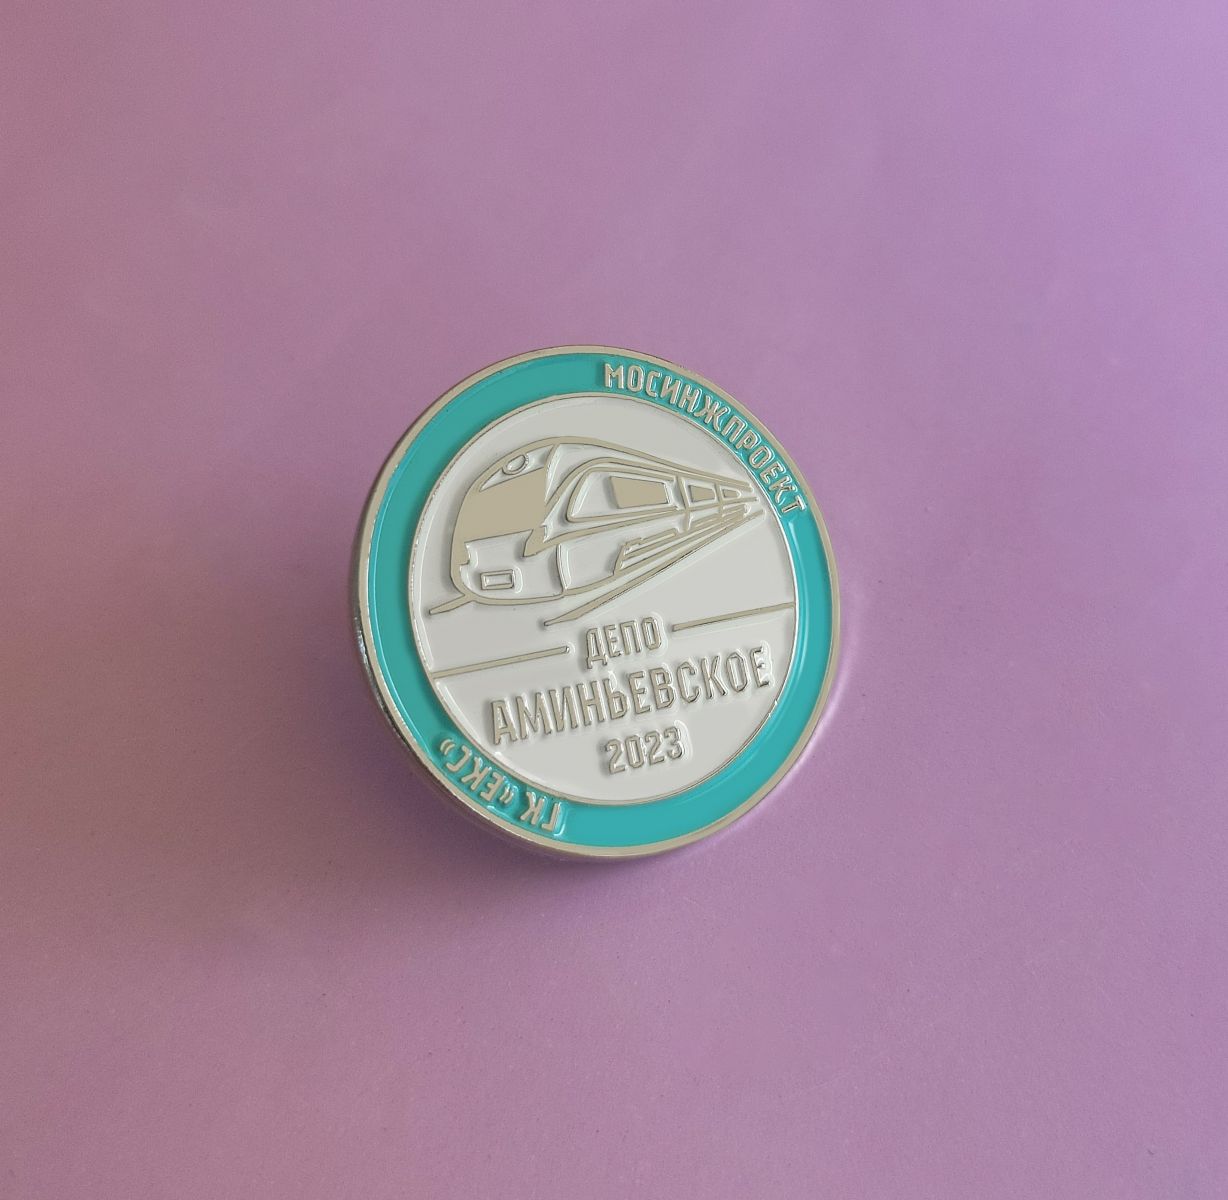 МОСИНЖПРОЕКТ
ДЕПО
АМИНЬЕВСКОЕ
2023
ГК «ЕКС»